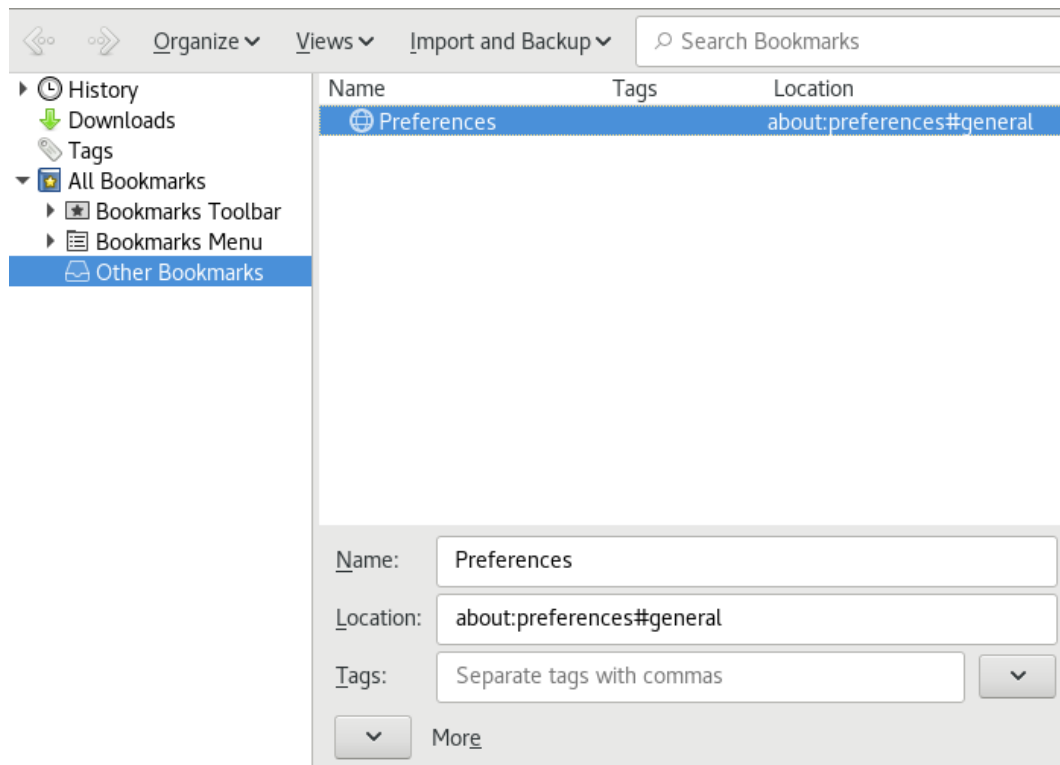 Organize Views Import and Backup Search Bookmarks
History
Downloads
Tags
All Bookmarks
Bookmarks Toolbar
Bookmarks Menu
Other Bookmarks
Name Tags Location
Preferences about:preferences#general
Name: Preferences
Location: about:preferences#general
Tags: Separate tags with commas
More